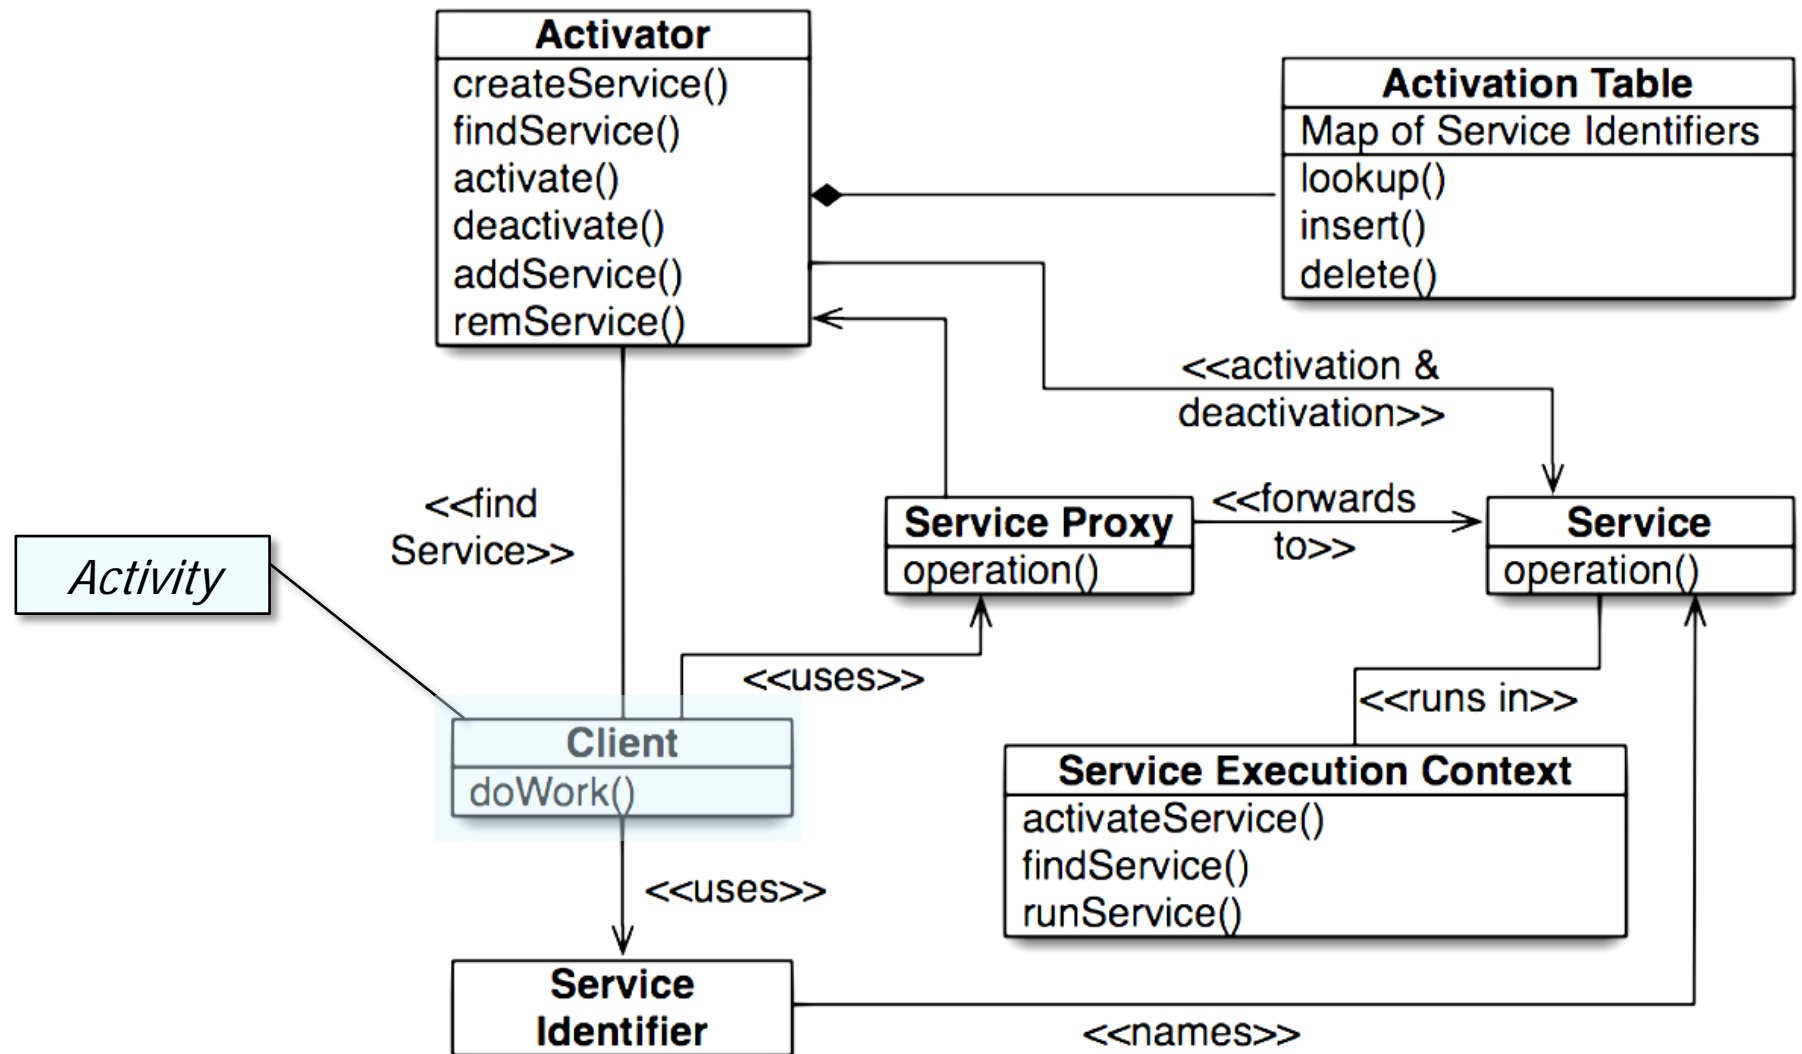 Activator
createService()
findService()
activate()
deactivate()
addService()
remService()
Activation Table
Map of Service Identifiers
lookup()
insert()
delete()
<<activation &
deactivation>>
<<find
Service>>
Service Proxy
operation()
<<forwards
to>>
Service
operation()
Activity
<<uses>>
<<runs in>>
Client
doWork()
Service Execution Context
activateService()
findService()
runService()
<<uses>>
Service
Identifier
<<names>>